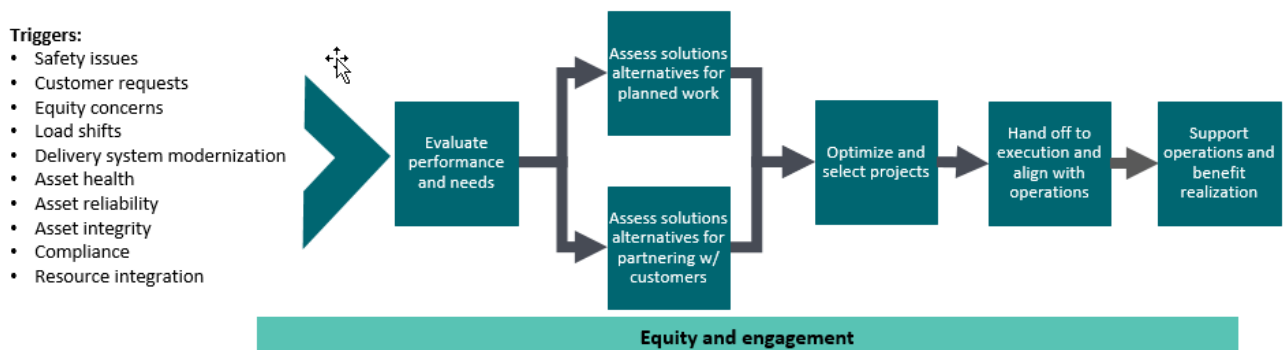 Triggers:
• Safety issues
• Customer requests
• Equity concerns
• Load shifts
• Delivery system modernization
• Asset health
• Asset reliability
• Asset integrity
• Compliance
• Resource integration
Evaluate
performance
and needs
Assess solutions
alternatives for
planned work
Assess solutions
alternatives for
partnering w/
customers
Optimize and
select projects
Hand off to
execution and
align with
operations
Support
operations and
benefit
realization
Equity and engagement